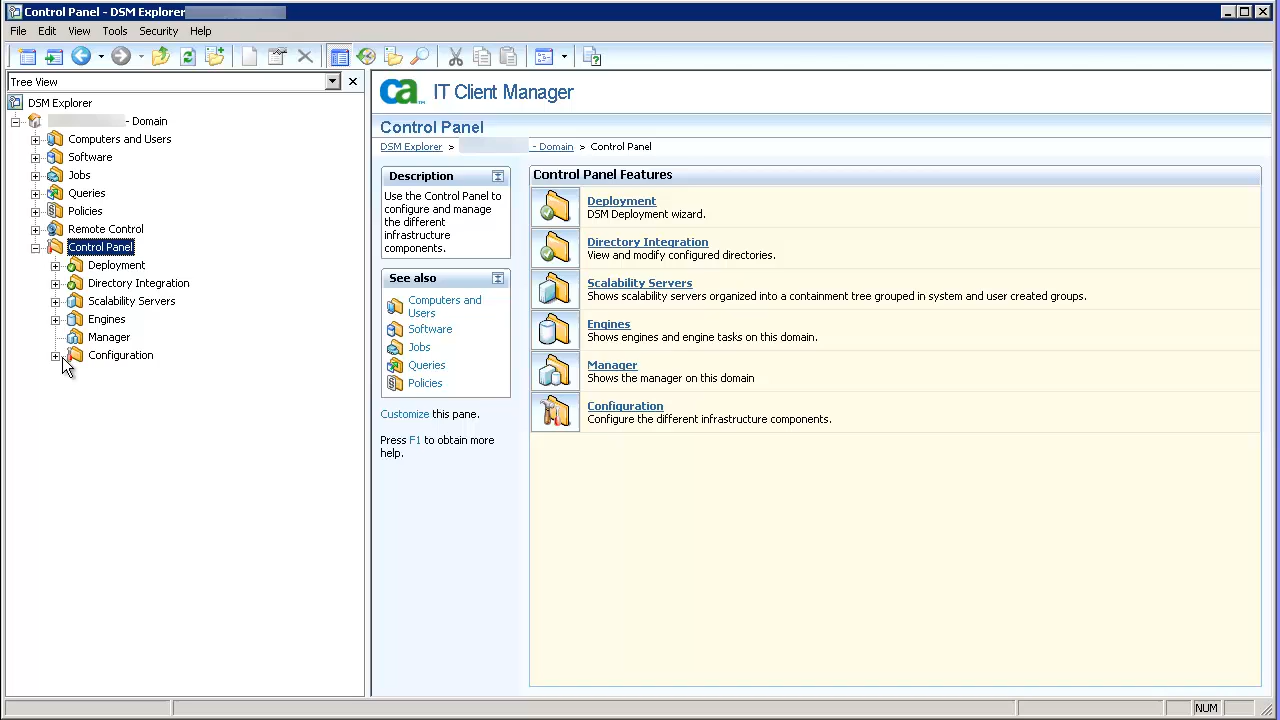 Control Panel - DSM Explorer
File Edit View Tools Security Help
Tree View
DSM Explorer
- Domain
Computers and Users
Software
Jobs
Queries
Policies
Remote Control
Control Panel
Deployment
Directory Integration
Scalability Servers
Engines
Manager
Configuration
ca™ IT Client Manager
Control Panel
DSM Explorer > - Domain > Control Panel
Description
Use the Control Panel to
configure and manage
the different
infrastructure
components.
See also
Computers and
Users
Software
Jobs
Queries
Policies
Customize this pane.
Press F1 to obtain more
help.
Control Panel Features
Deployment
DSM Deployment wizard.
Directory Integration
View and modify configured directories.
Scalability Servers
Shows scalability servers organized into a containment tree grouped in system and user created groups.
Engines
Shows engines and engine tasks on this domain.
Manager
Shows the manager on this domain
Configuration
Configure the different infrastructure components.
NUM